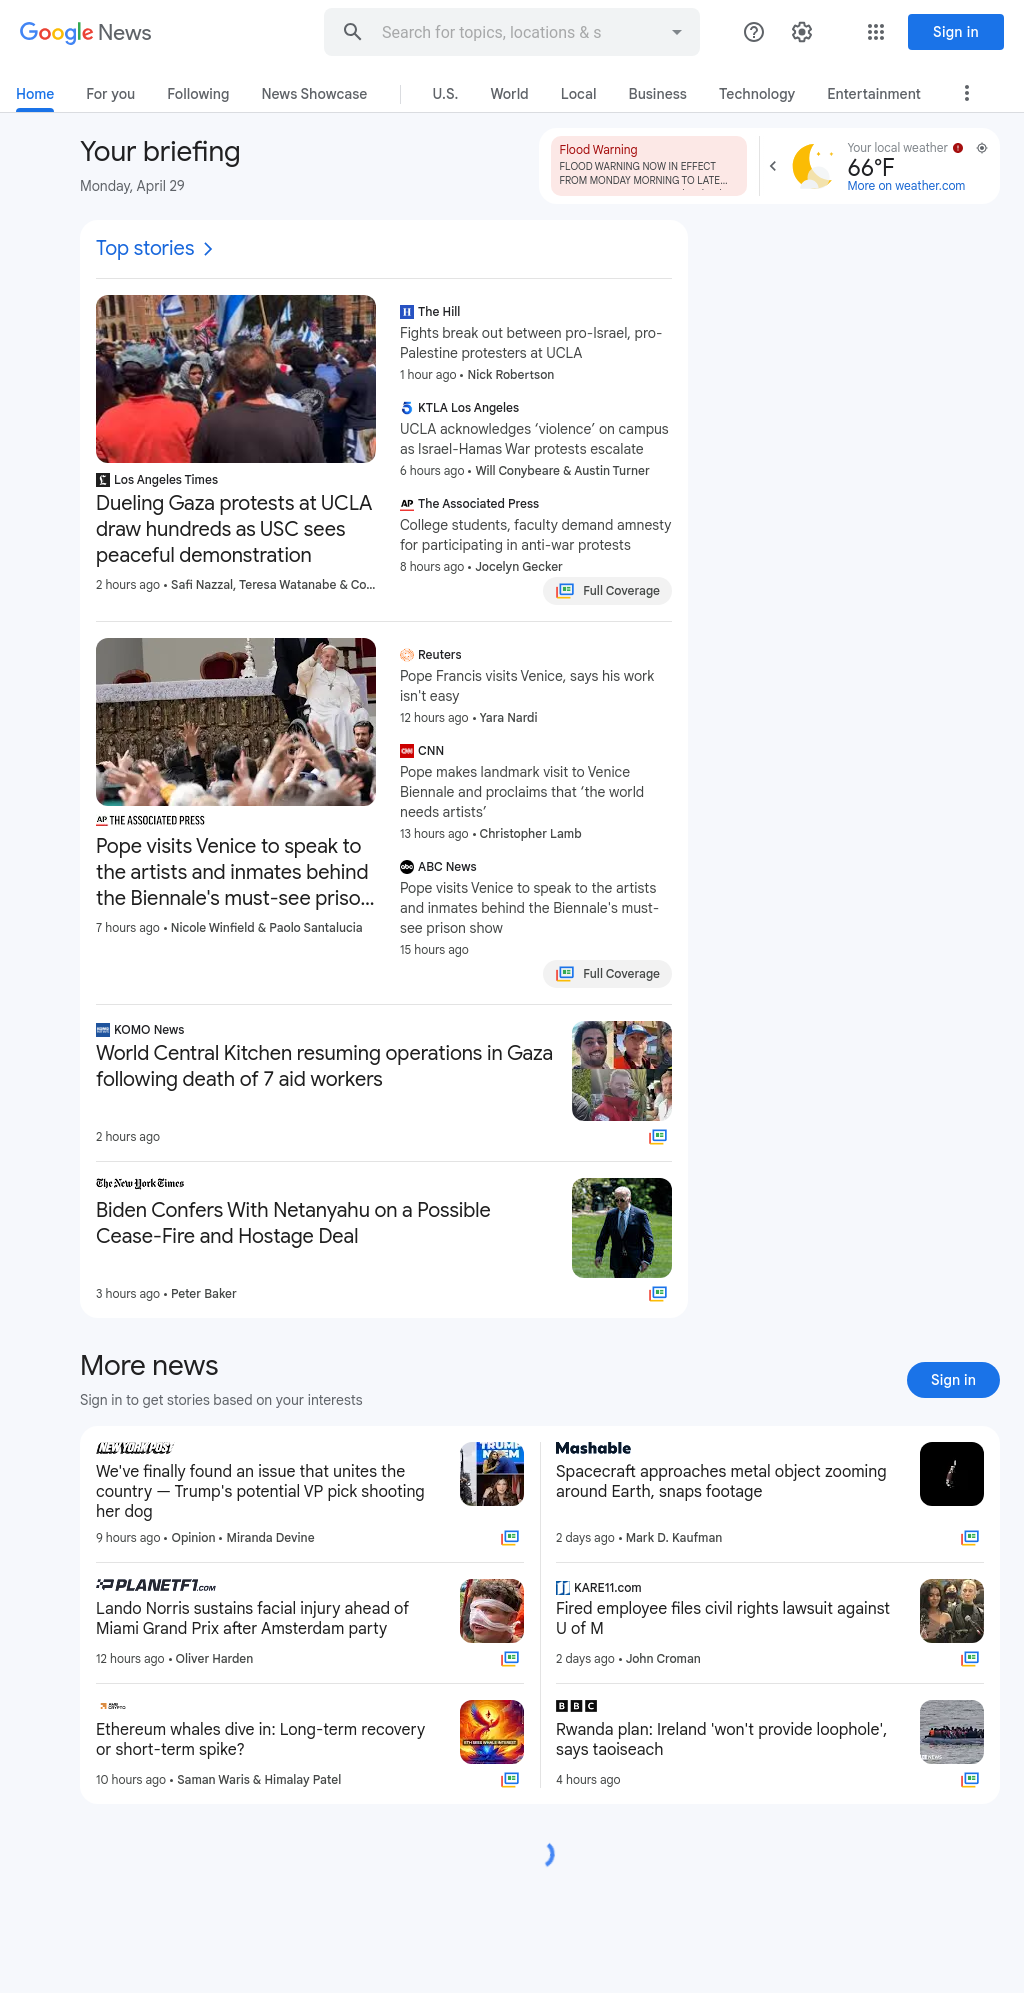 Google News
Search for topics, locations & s
Sign in
Home
For you
Following
News Showcase
U.S.
World
Local
Business
Technology
Entertainment
Your briefing
Monday, April 29
Flood Warning
FLOOD WARNING NOW IN EFFECT
FROM MONDAY MORNING TO LATE...
Your local weather
66°F
More on weather.com
Top stories
Los Angeles Times
Dueling Gaza protests at UCLA
draw hundreds as USC sees
peaceful demonstration
2 hours ago • Safi Nazzal, Teresa Watanabe & Co...
The Hill
Fights break out between pro-Israel, pro-
Palestine protesters at UCLA
1 hour ago • Nick Robertson
KTLA Los Angeles
UCLA acknowledges ‘violence’ on campus
as Israel-Hamas War protests escalate
6 hours ago • Will Conybeare & Austin Turner
AP
The Associated Press
College students, faculty demand amnesty
for participating in anti-war protests
8 hours ago • Jocelyn Gecker
Full Coverage
AP THE ASSOCIATED PRESS
Pope visits Venice to speak to
the artists and inmates behind
the Biennale's must-see priso...
7 hours ago • Nicole Winfield & Paolo Santalucia
Reuters
Pope Francis visits Venice, says his work
isn't easy
12 hours ago • Yara Nardi
CNN
Pope makes landmark visit to Venice
Biennale and proclaims that ‘the world
needs artists’
13 hours ago • Christopher Lamb
abc
ABC News
Pope visits Venice to speak to the artists
and inmates behind the Biennale's must-
see prison show
15 hours ago
Full Coverage
KOMO News
World Central Kitchen resuming operations in Gaza
following death of 7 aid workers
2 hours ago
The New York Times
Biden Confers With Netanyahu on a Possible
Cease-Fire and Hostage Deal
3 hours ago • Peter Baker
More news
Sign in to get stories based on your interests
Sign in
NEW YORK POST
We've finally found an issue that unites the
country — Trump's potential VP pick shooting
her dog
9 hours ago • Opinion • Miranda Devine
Mashable
Spacecraft approaches metal object zooming
around Earth, snaps footage
2 days ago • Mark D. Kaufman
PLANETF1.COM
Lando Norris sustains facial injury ahead of
Miami Grand Prix after Amsterdam party
12 hours ago • Oliver Harden
KARE11.com
Fired employee files civil rights lawsuit against
U of M
2 days ago • John Croman
Ethereum whales dive in: Long-term recovery
or short-term spike?
10 hours ago • Saman Waris & Himalay Patel
BBC
Rwanda plan: Ireland 'won't provide loophole',
says taoiseach
4 hours ago